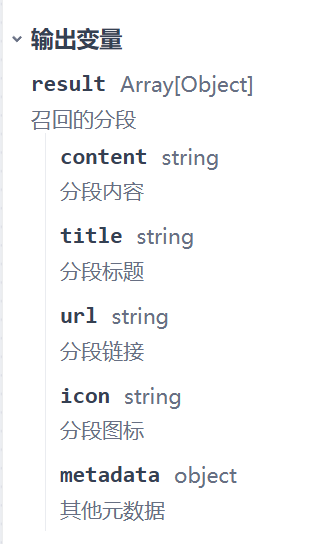 输出变量
result Array[Object]
召回的分段
content string
分段内容
title string
分段标题
url string
分段链接
icon string
分段图标
metadata object
其他元数据